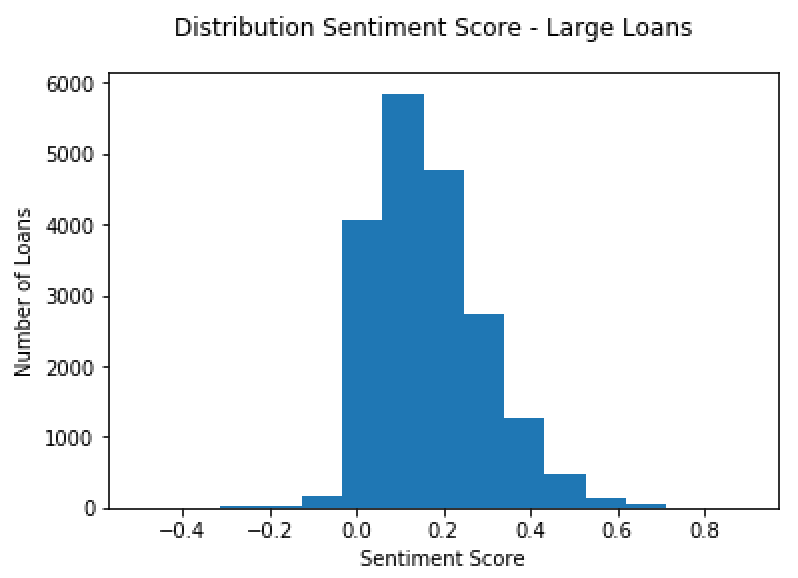 Distribution Sentiment Score - Large Loans
6000
5000
4000
3000
2000
1000
0
Number of Loans
−0.4 −0.2 0.0 0.2 0.4 0.6 0.8
Sentiment Score